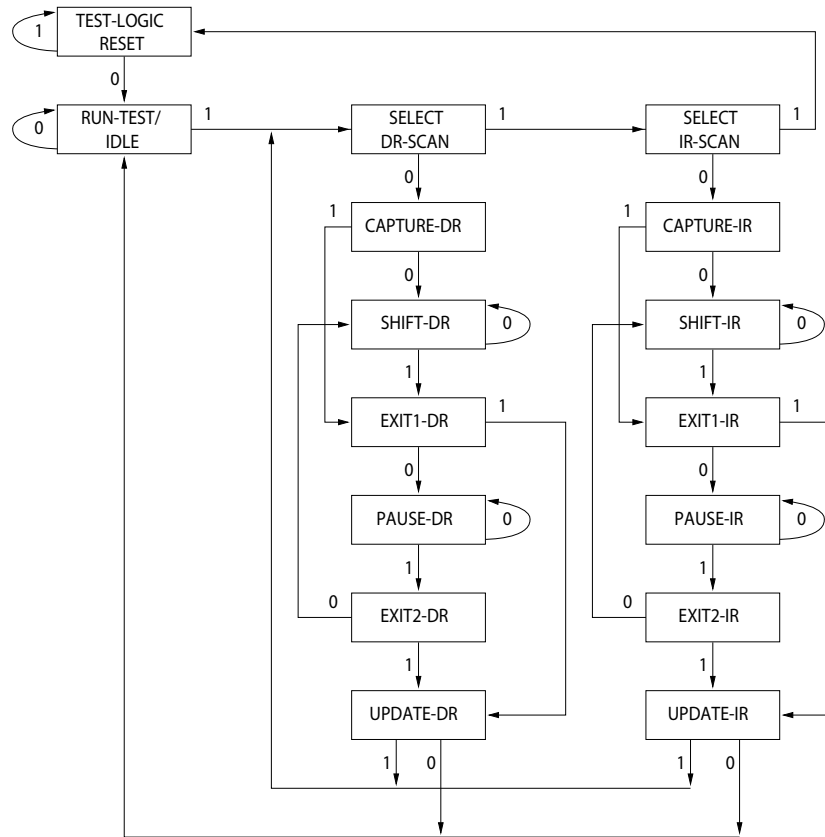 TEST-LOGIC
RESET
1
0
RUN-TEST/
IDLE
0
1
SELECT
DR-SCAN
1
SELECT
IR-SCAN
1
0
0
1
CAPTURE-DR
1
CAPTURE-IR
0
0
SHIFT-DR
0
SHIFT-IR
0
1
1
EXIT1-DR
1
EXIT1-IR
1
0
0
PAUSE-DR
0
PAUSE-IR
0
1
1
0
EXIT2-DR
0
EXIT2-IR
1
1
UPDATE-DR
UPDATE-IR
1
0
1
0